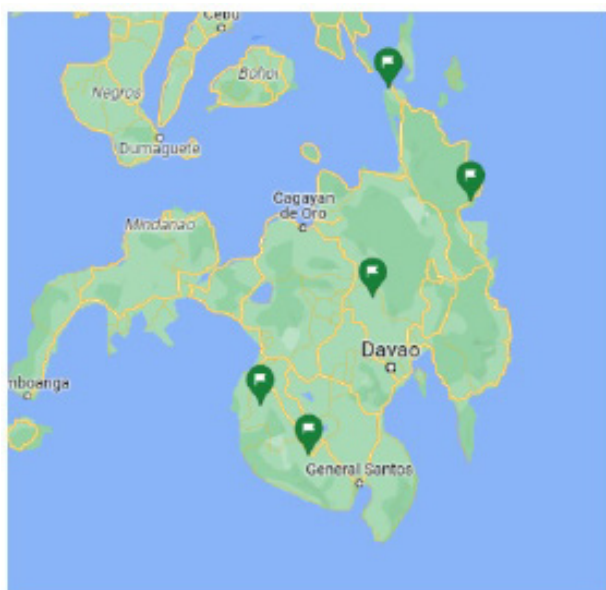 Cebu
Bohol
Negros
Dumaguete
Cagayan
de Oro
Mindanao
Davao
mboanga
General Santos